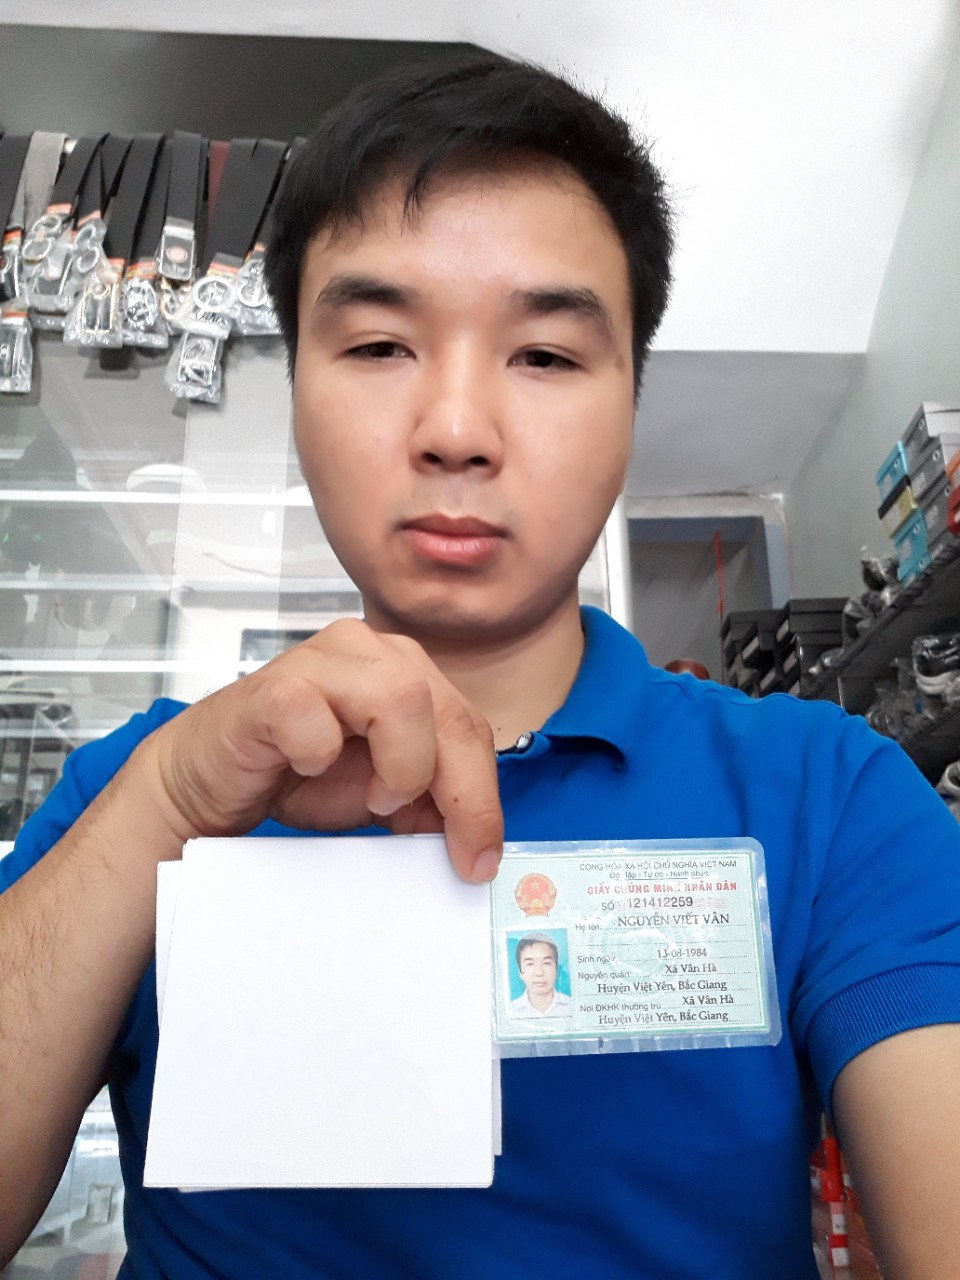 CỘNG HÒA XÃ HỘI CHỦ NGHĨA VIỆT NAM
Độc lập - Tự do - Hạnh phúc
GIẤY CHỨNG MINH NHÂN DÂN
SỐ 121412259
Họ tên NGUYỄN VIẾT VÂN
Sinh ngày 13-08-1984
Nguyên quán Xã Vân Hà
Huyện Việt Yên, Bắc Giang
Nơi ĐKHK thường trú Xã Vân Hà
Huyện Việt Yên, Bắc Giang